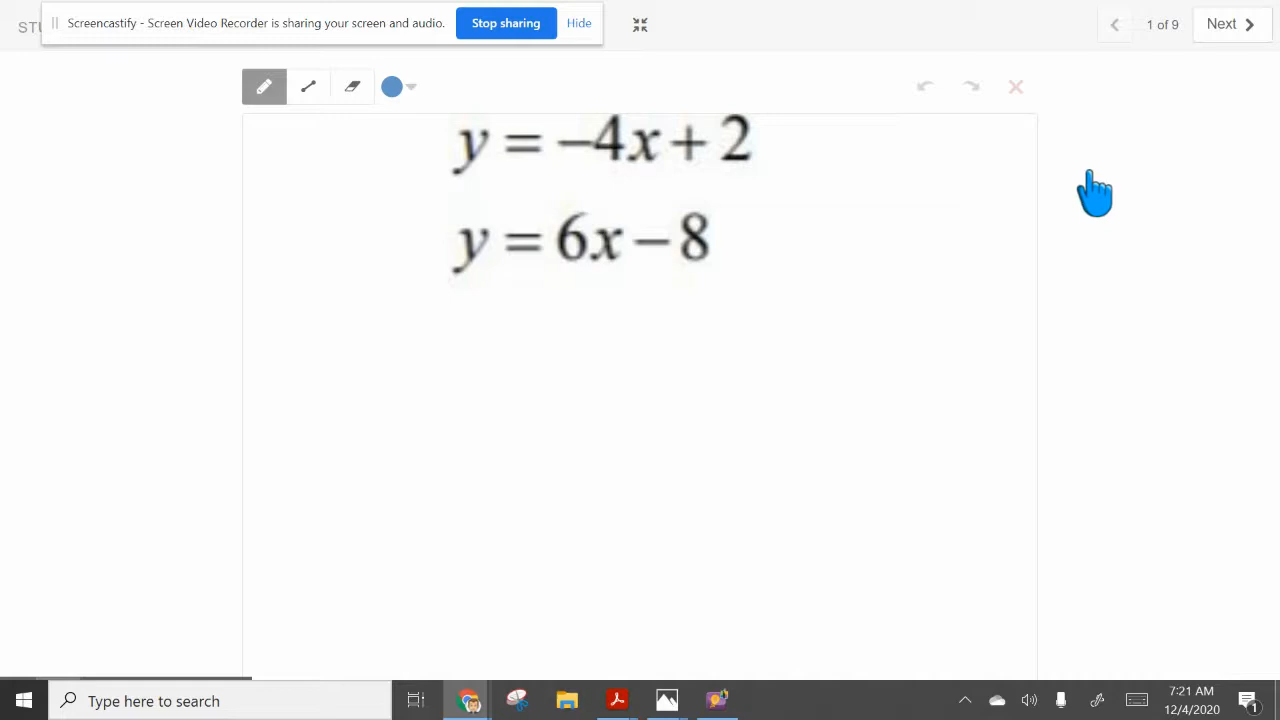 Screencastify - Screen Video Recorder is sharing your screen and audio. Stop sharing Hide
1 of 9 Next
y = −4x + 2
y = 6x − 8
Type here to search
7:21 AM
12/4/2020
1